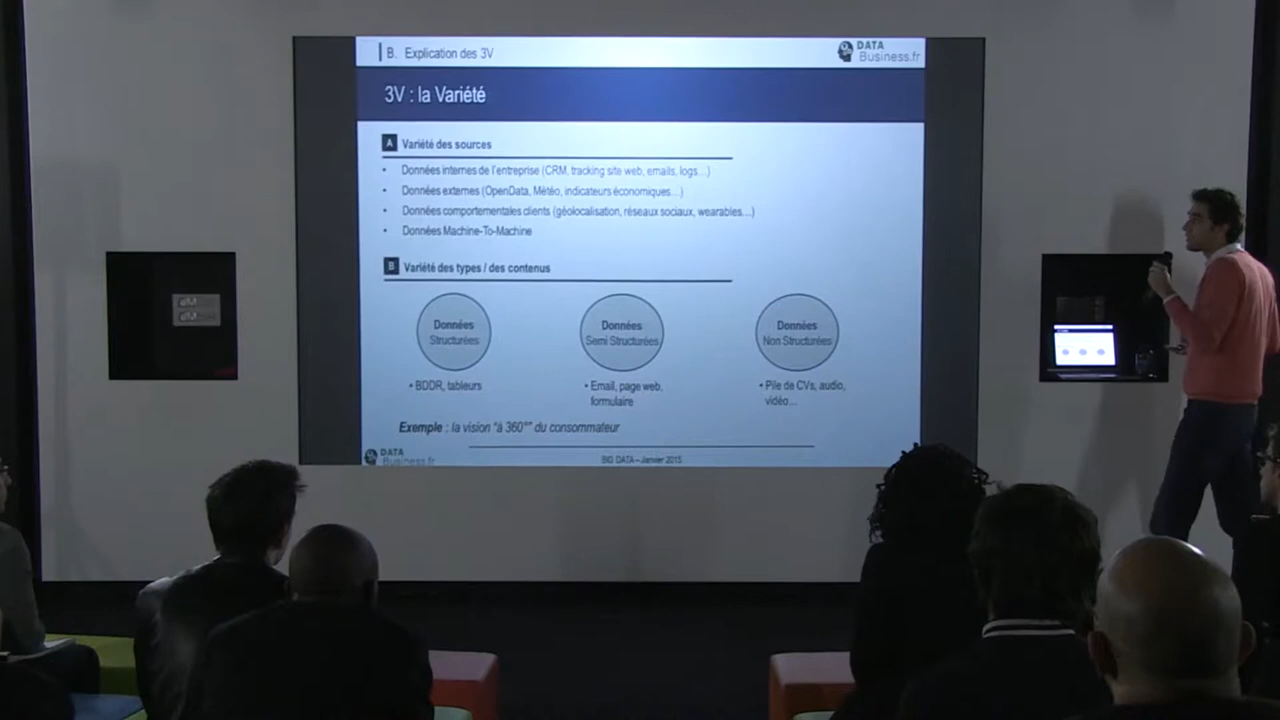 B. Explication des 3V
DATA
Business.fr
3V : la Variété
A Variété des sources
• Données internes de l'entreprise (CRM, tracking site web, emails, logs…)
• Données externes (OpenData, Météo, indicateurs économiques…)
• Données comportementales clients (géolocalisation, réseaux sociaux, wearables…)
• Données Machine-To-Machine
B Variété des types / des contenus
Données
Structurées
Données
Semi Structurées
Données
Non Structurées
• BDDR, tableurs
• Email, page web,
formulaire
• Pile de CVs, audio,
vidéo…
Exemple : la vision "à 360°" du consommateur
DATA
Business.fr
BIG DATA – Janvier 2015